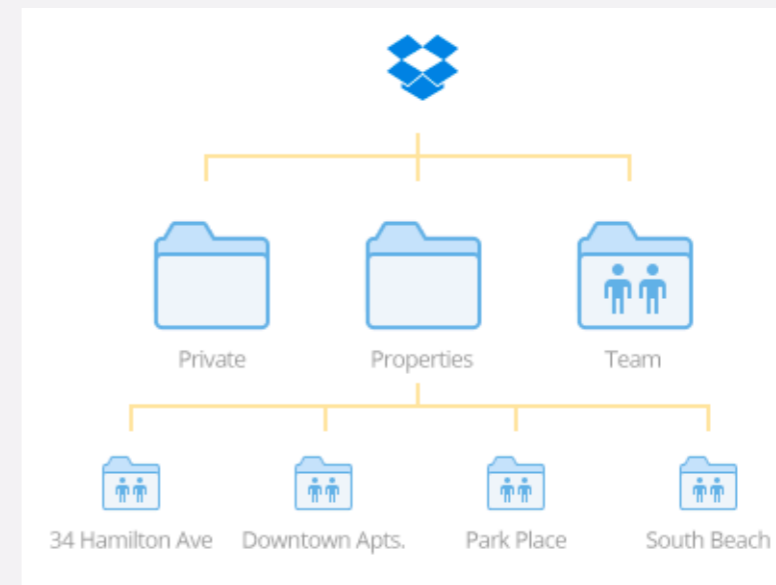 Private Properties Team
34 Hamilton Ave Downtown Apts. Park Place South Beach